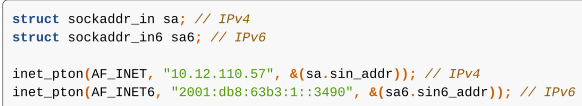 struct sockaddr_in sa; // IPv4
struct sockaddr_in6 sa6; // IPv6
inet_pton(AF_INET, "10.12.110.57", &(sa.sin_addr)); // IPv4
inet_pton(AF_INET6, "2001:db8:63b3:1::3490", &(sa6.sin6_addr)); // IPv6